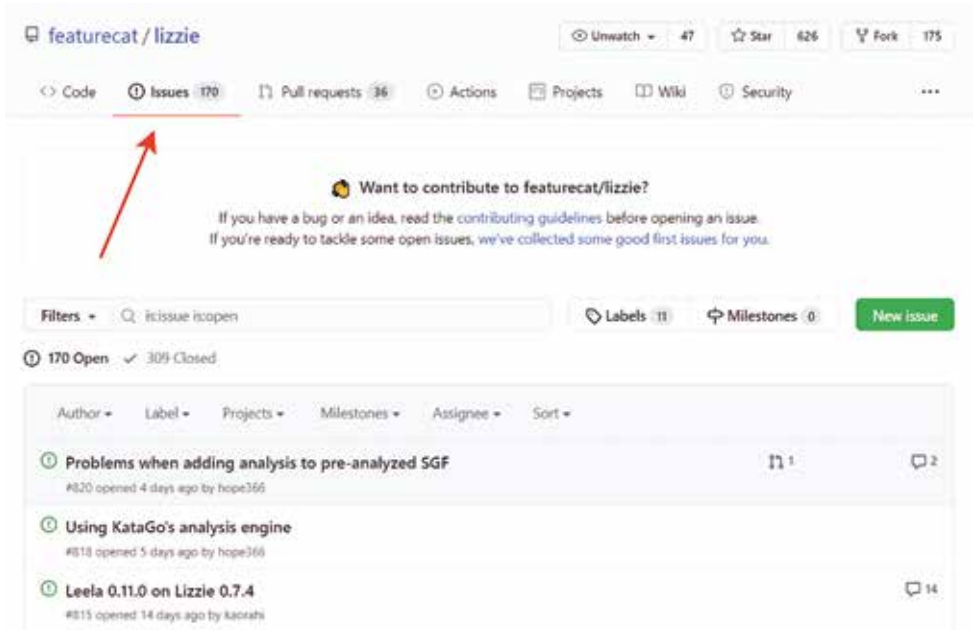 featurecat / lizzie
Unwatch 47 Star 626 Fork 175
Code Issues 170 Pull requests 36 Actions Projects Wiki Security ...
Want to contribute to featurecat/lizzie?
If you have a bug or an idea, read the contributing guidelines before opening an issue.
If you're ready to tackle some open issues, we've collected some good first issues for you.
Filters is:issue is:open Labels 11 Milestones 0 New issue
170 Open 309 Closed
Author Label Projects Milestones Assignee Sort
Problems when adding analysis to pre-analyzed SGF 1 2
#820 opened 4 days ago by hope366
Using KataGo's analysis engine
#818 opened 5 days ago by hope366
Leela 0.11.0 on Lizzie 0.7.4 14
#815 opened 14 days ago by kaorahi